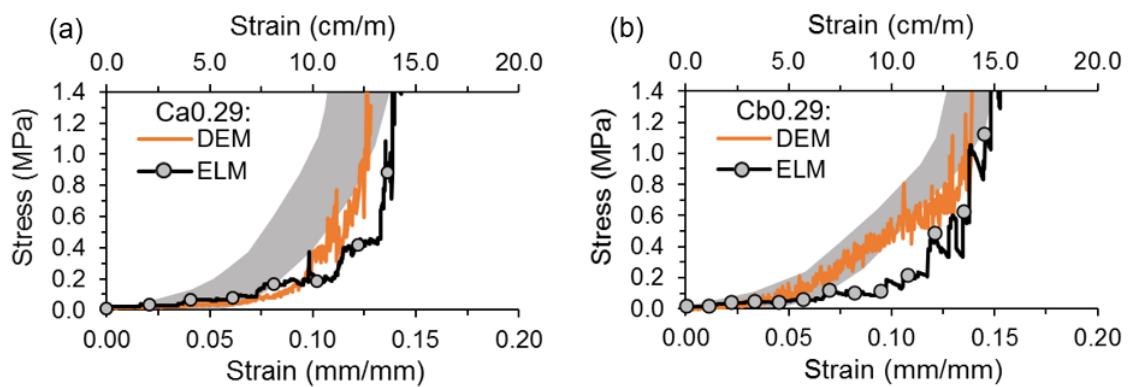 (a)
Strain (cm/m)
0.0 5.0 10.0 15.0 20.0
Stress (MPa)
1.4
1.2
1.0
0.8
0.6
0.4
0.2
0.0
Ca0.29:
DEM
ELM
0.00 0.05 0.10 0.15 0.20
Strain (mm/mm)
(b)
Strain (cm/m)
0.0 5.0 10.0 15.0 20.0
Stress (MPa)
1.4
1.2
1.0
0.8
0.6
0.4
0.2
0.0
Cb0.29:
DEM
ELM
0.00 0.05 0.10 0.15 0.20
Strain (mm/mm)